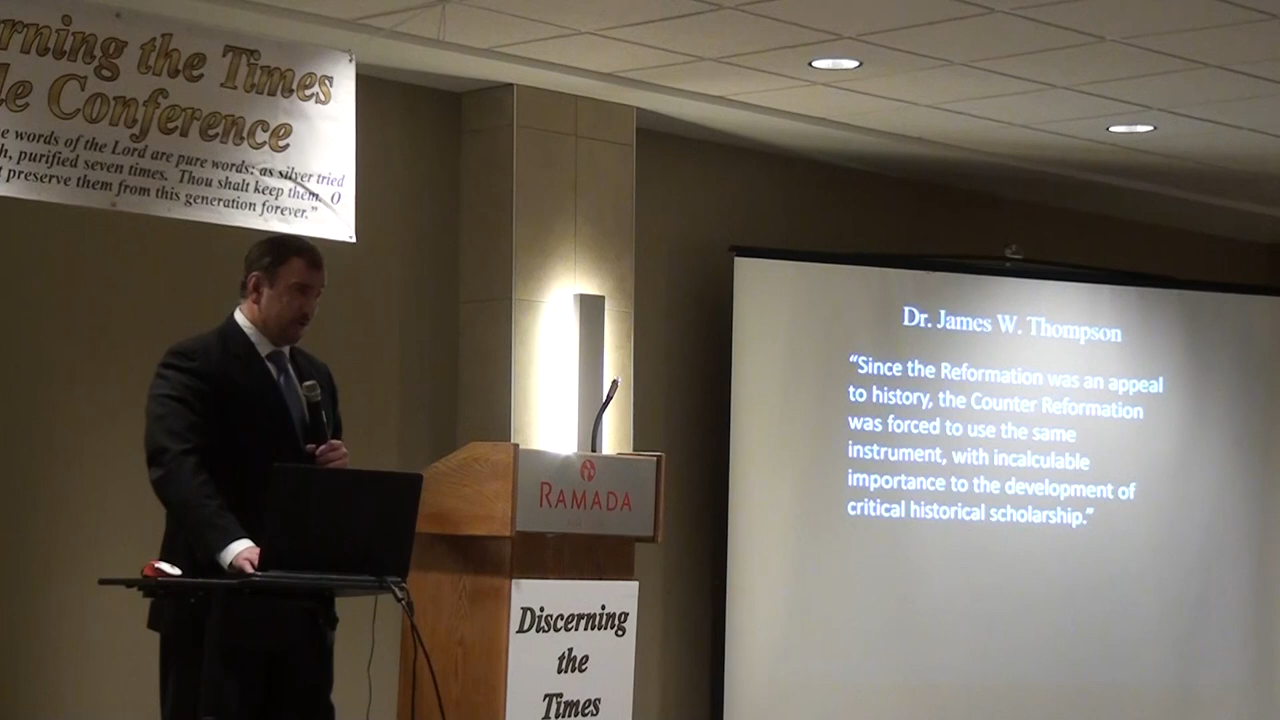 rning the Times
le Conference
e words of the Lord are pure words: as silver tried
h, purified seven times. Thou shalt keep them, O
t preserve them from this generation forever.”
Dr. James W. Thompson
“Since the Reformation was an appeal
to history, the Counter Reformation
was forced to use the same
instrument, with incalculable
importance to the development of
critical historical scholarship.”
RAMADA
Discerning
the
Times